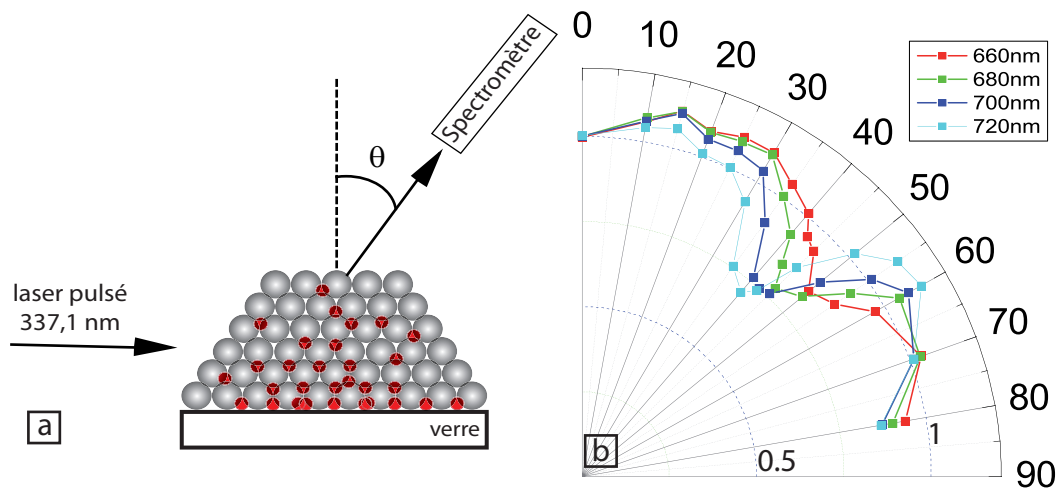 Spectromètre
θ
laser pulsé
337,1 nm
verre
a
0
10
20
30
40
50
60
70
80
90
660nm
680nm
700nm
720nm
b
0.5
1